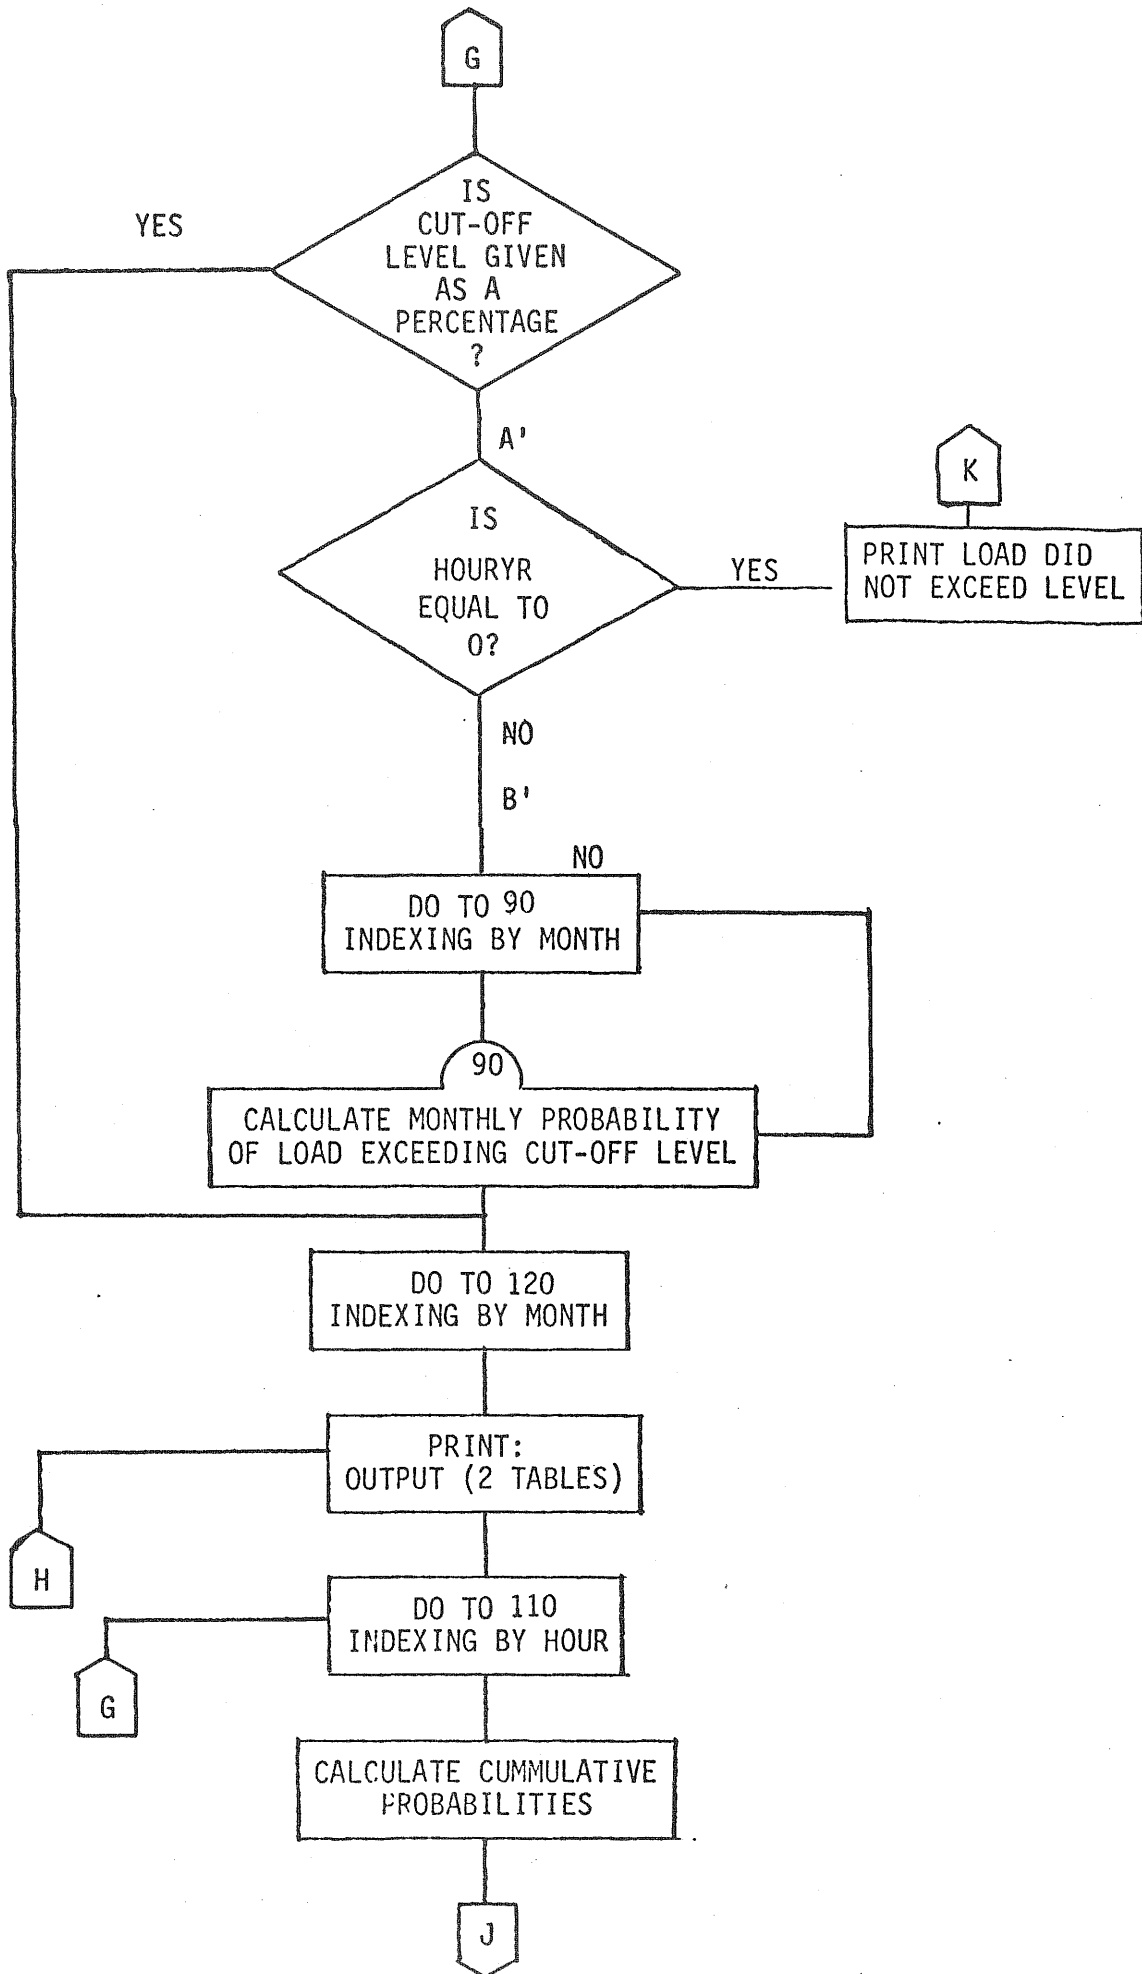 G
IS
CUT-OFF
LEVEL GIVEN
AS A
PERCENTAGE
?
YES
A'
IS
HOURYR
EQUAL TO
0?
YES
K
PRINT LOAD DID
NOT EXCEED LEVEL
NO
B'
NO
DO TO 90
INDEXING BY MONTH
90
CALCULATE MONTHLY PROBABILITY
OF LOAD EXCEEDING CUT-OFF LEVEL
DO TO 120
INDEXING BY MONTH
PRINT:
OUTPUT (2 TABLES)
H
DO TO 110
INDEXING BY HOUR
G
CALCULATE CUMMULATIVE
PROBABILITIES
J